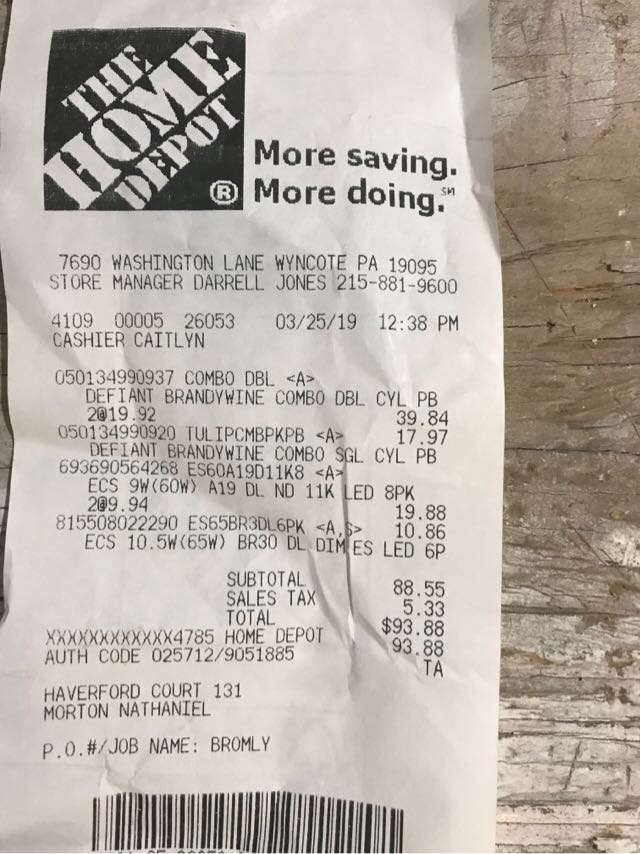 THE
HOME
DEPOT
®
More saving.
More doing.℠
7690 WASHINGTON LANE WYNCOTE PA 19095
STORE MANAGER DARRELL JONES 215-881-9600
4109 00005 26053 03/25/19 12:38 PM
CASHIER CAITLYN
050134990937 COMBO DBL <A>
DEFIANT BRANDYWINE COMBO DBL CYL PB
2@19.92 39.84
050134990920 TULIPCMBPKPB <A> 17.97
DEFIANT BRANDYWINE COMBO SGL CYL PB
693690564268 ES60A19D11K8 <A>
ECS 9W(60W) A19 DL ND 11K LED 8PK
2@9.94 19.88
815508022290 ES65BR3DL6PK <A,S> 10.86
ECS 10.5W(65W) BR30 DL DIM ES LED 6P
SUBTOTAL 88.55
SALES TAX 5.33
TOTAL $93.88
XXXXXXXXXXXX4785 HOME DEPOT 93.88
AUTH CODE 025712/9051885 TA
HAVERFORD COURT 131
MORTON NATHANIEL
P.O.#/JOB NAME: BROMLY